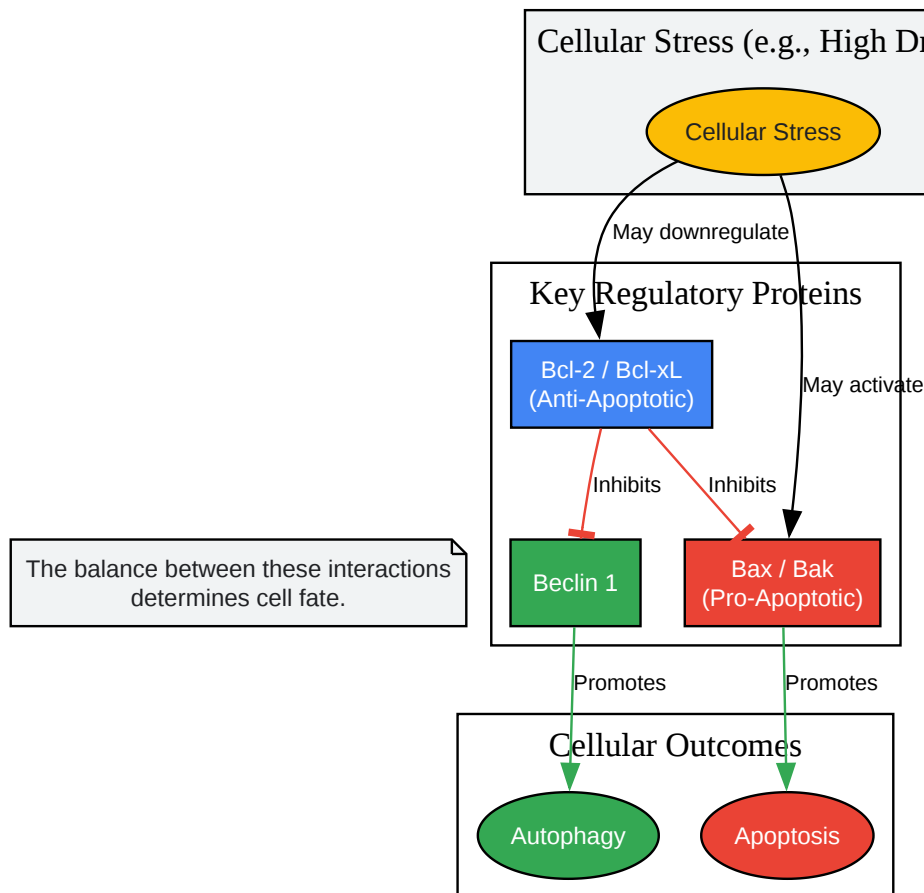 Cellular Stress (e.g., High Dr
Cellular Stress
May downregulate
Key Regulatory Proteins
Bcl-2 / Bcl-xL
(Anti-Apoptotic)
May activate
Inhibits
Inhibits
The balance between these interactions
determines cell fate.
Beclin 1
Bax / Bak
(Pro-Apoptotic)
Promotes
Promotes
Cellular Outcomes
Autophagy
Apoptosis